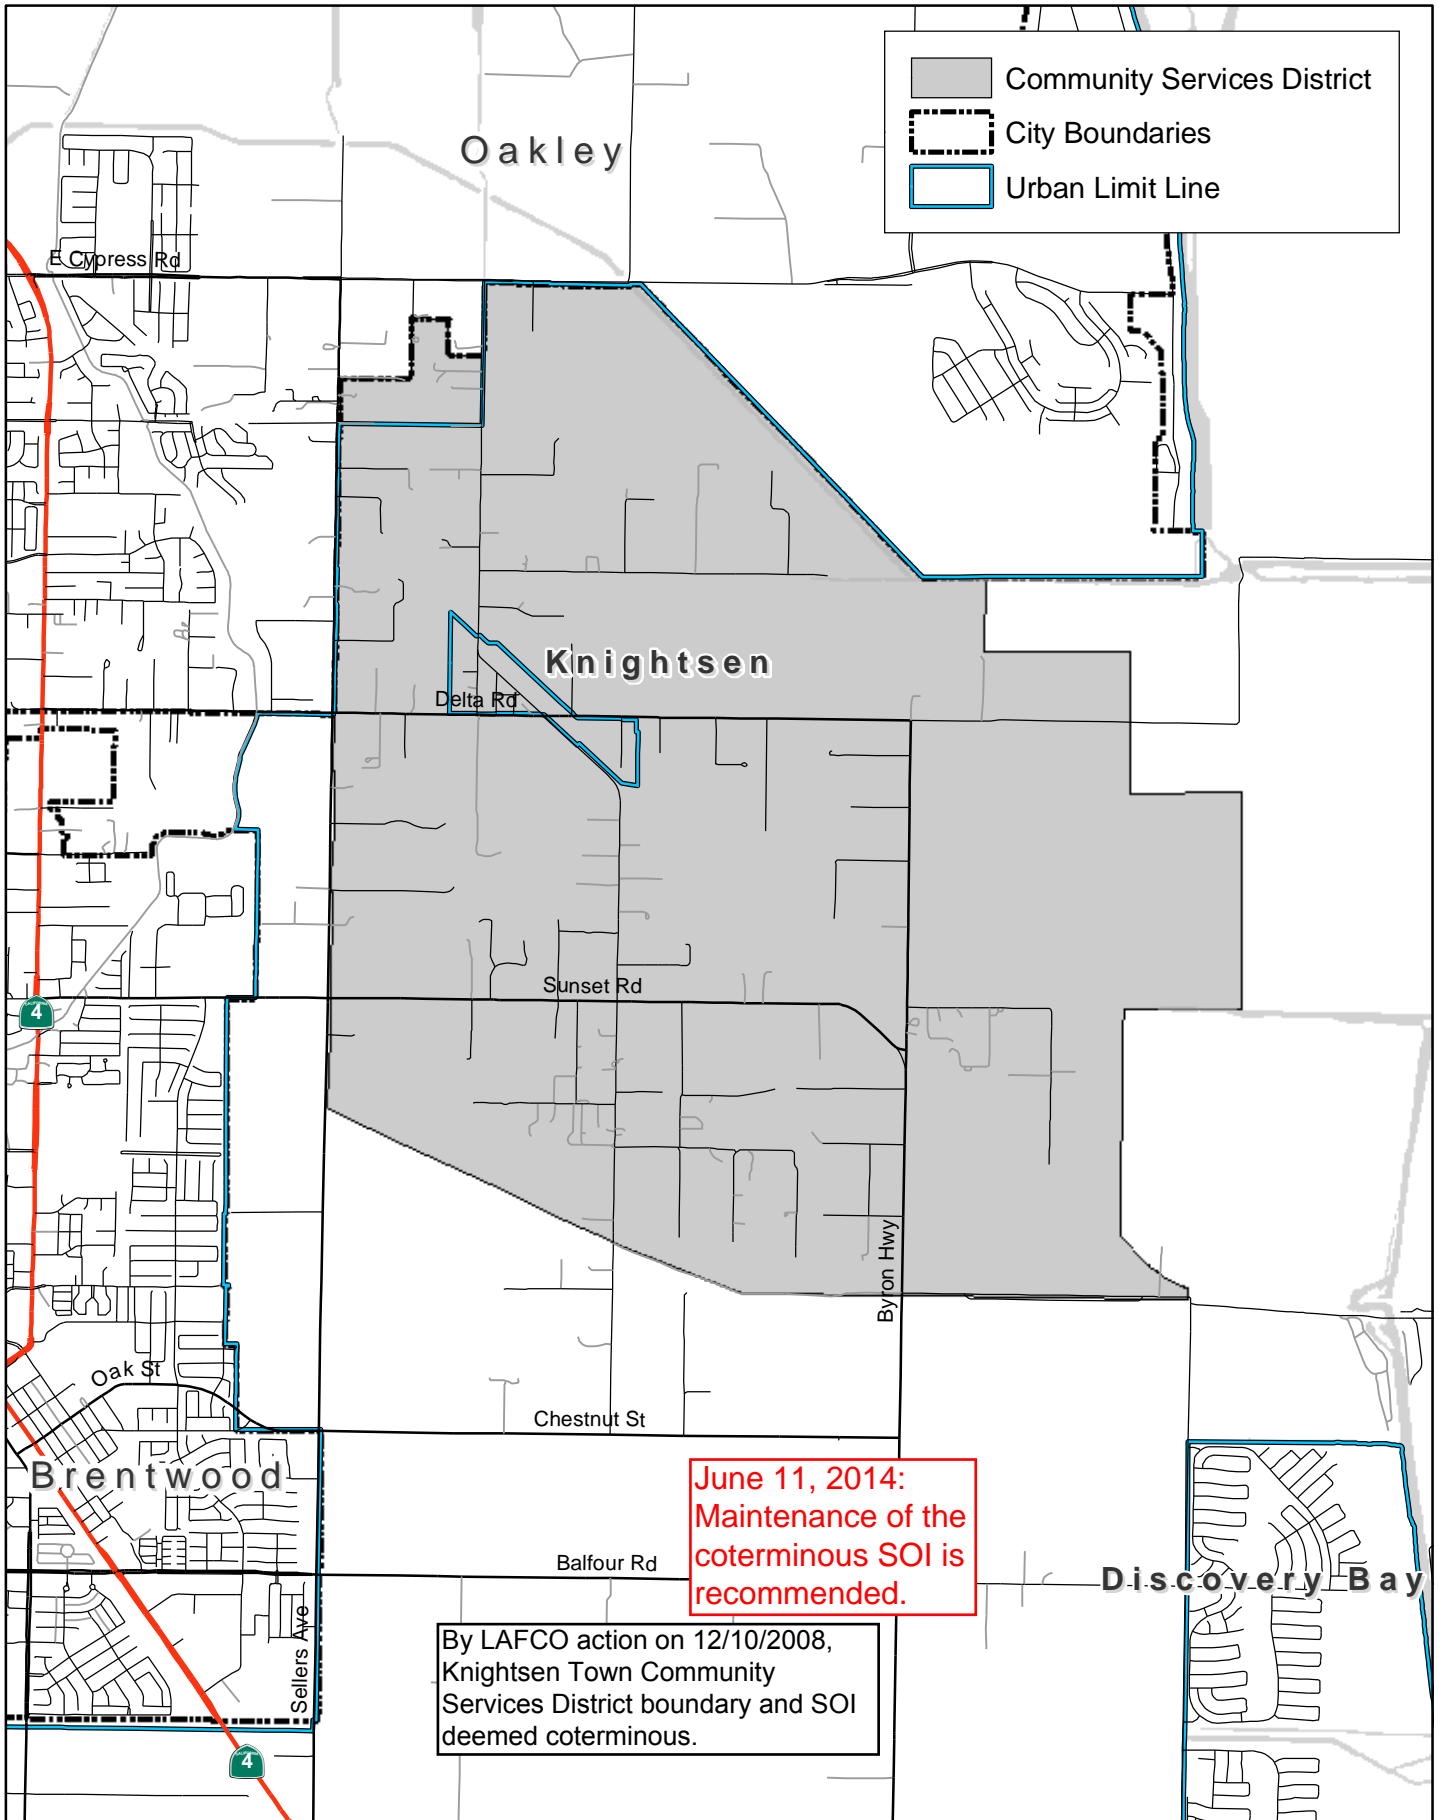 Community Services District
City Boundaries
Urban Limit Line
Oakley
E Cypress Rd
Knightsen
Delta Rd
Sunset Rd
CALIFORNIA
4
Byron Hwy
Oak St
Chestnut St
Brentwood
June 11, 2014:
Maintenance of the
coterminous SOI is
recommended.
Balfour Rd
Discovery Bay
Sellers Ave
By LAFCO action on 12/10/2008,
Knightsen Town Community
Services District boundary and SOI
deemed coterminous.
CALIFORNIA
4